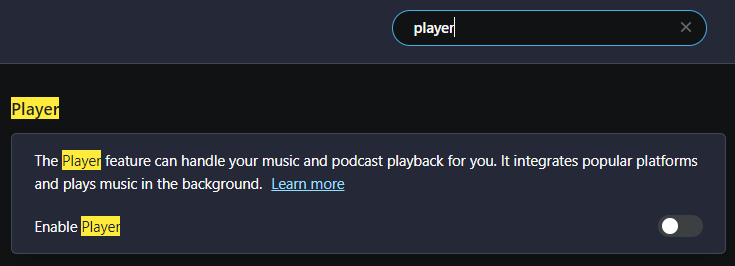 player
Player
The Player feature can handle your music and podcast playback for you. It integrates popular platforms
and plays music in the background. Learn more
Enable Player